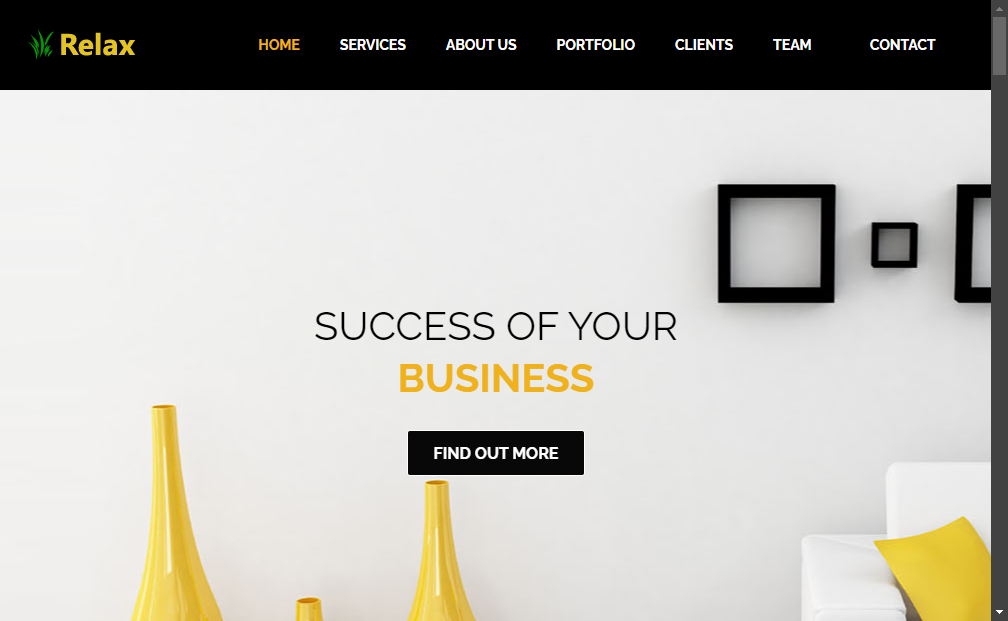 Relax
HOME SERVICES ABOUT US PORTFOLIO CLIENTS TEAM CONTACT
SUCCESS OF YOUR
BUSINESS
FIND OUT MORE